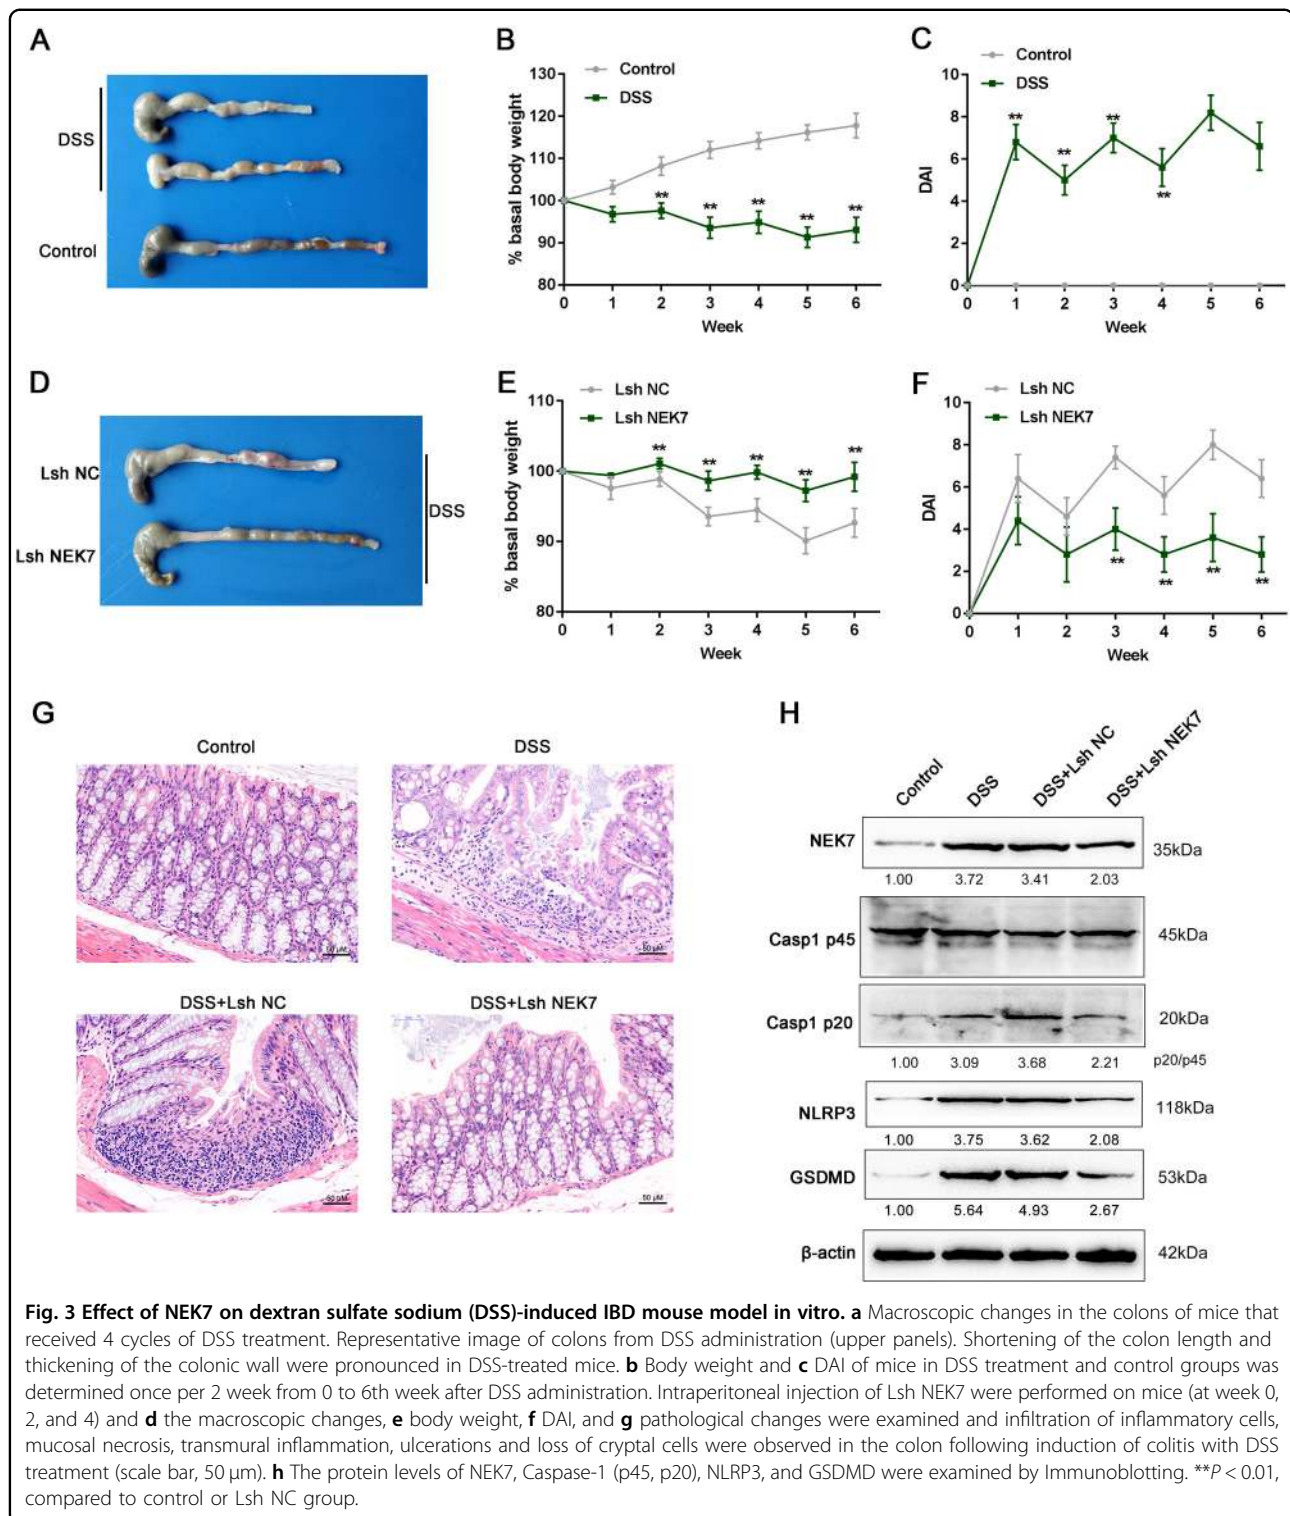 A
DSS
Control
B
Control
DSS
% basal body weight
130
120
110
100
90
80
** ** ** ** **
0 1 2 3 4 5 6
Week
C
Control
DSS
DAI
10
8
6
4
2
0
** ** ** **
0 1 2 3 4 5 6
Week
D
Lsh NC
Lsh NEK7
DSS
E
Lsh NC
Lsh NEK7
% basal body weight
110
100
90
80
** ** ** ** **
0 1 2 3 4 5 6
Week
F
Lsh NC
Lsh NEK7
DAI
10
8
6
4
2
0
** ** ** **
0 1 2 3 4 5 6
Week
G
Control
50 μM
DSS
50 μM
DSS+Lsh NC
50 μM
DSS+Lsh NEK7
50 μM
H
Control DSS DSS+Lsh NC DSS+Lsh NEK7
NEK7 35kDa
1.00 3.72 3.41 2.03
Casp1 p45 45kDa
Casp1 p20 20kDa
1.00 3.09 3.68 2.21 p20/p45
NLRP3 118kDa
1.00 3.75 3.62 2.08
GSDMD 53kDa
1.00 5.64 4.93 2.67
β-actin 42kDa
Fig. 3 Effect of NEK7 on dextran sulfate sodium (DSS)-induced IBD mouse model in vitro. a Macroscopic changes in the colons of mice that
received 4 cycles of DSS treatment. Representative image of colons from DSS administration (upper panels). Shortening of the colon length and
thickening of the colonic wall were pronounced in DSS-treated mice. b Body weight and c DAI of mice in DSS treatment and control groups was
determined once per 2 week from 0 to 6th week after DSS administration. Intraperitoneal injection of Lsh NEK7 were performed on mice (at week 0,
2, and 4) and d the macroscopic changes, e body weight, f DAI, and g pathological changes were examined and infiltration of inflammatory cells,
mucosal necrosis, transmural inflammation, ulcerations and loss of cryptal cells were observed in the colon following induction of colitis with DSS
treatment (scale bar, 50 μm). h The protein levels of NEK7, Caspase-1 (p45, p20), NLRP3, and GSDMD were examined by Immunoblotting. **P < 0.01,
compared to control or Lsh NC group.